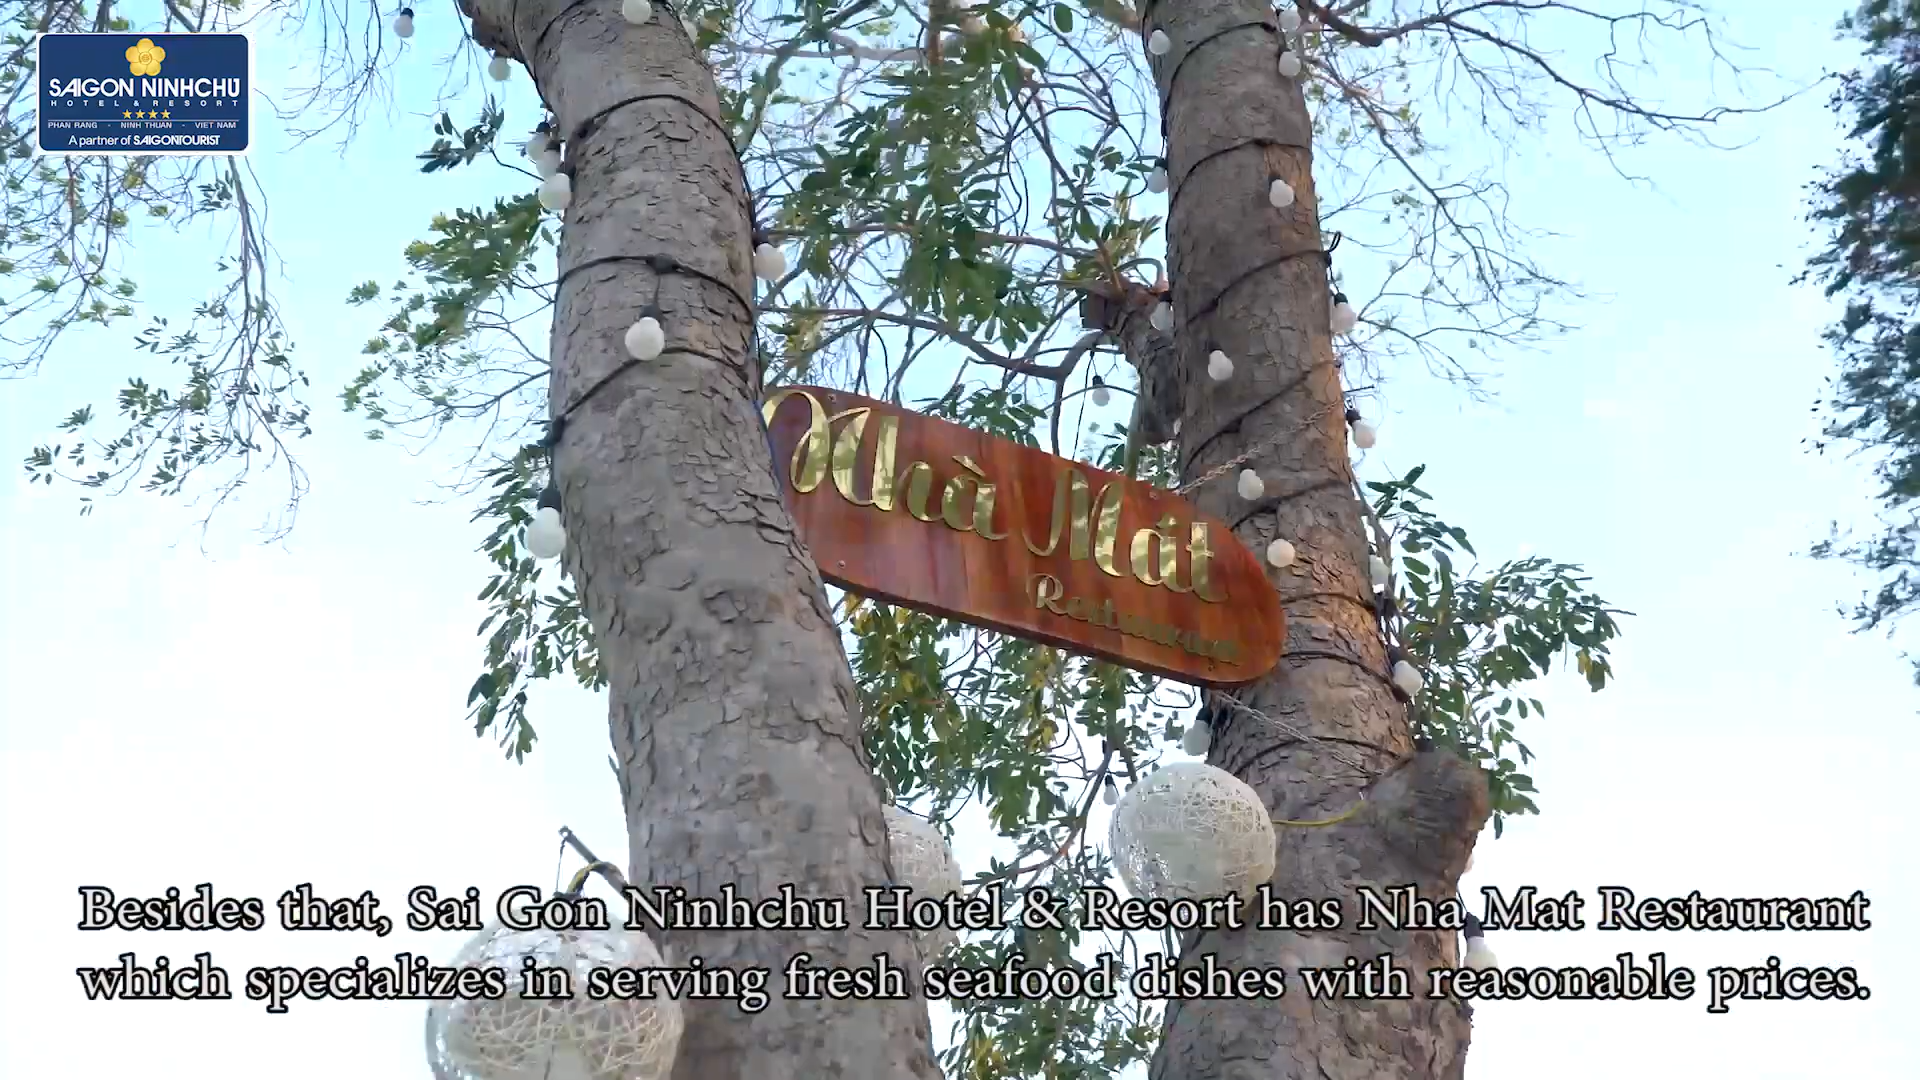 SAIGON NINHCHU
HOTEL & RESORT
PHAN RANG - NINH THUAN - VIET NAM
A partner of SAIGONTOURIST
Nhà Mát
Restaurant
Besides that, Sai Gon Ninhchu Hotel & Resort has Nha Mat Restaurant
which specializes in serving fresh seafood dishes with reasonable prices.